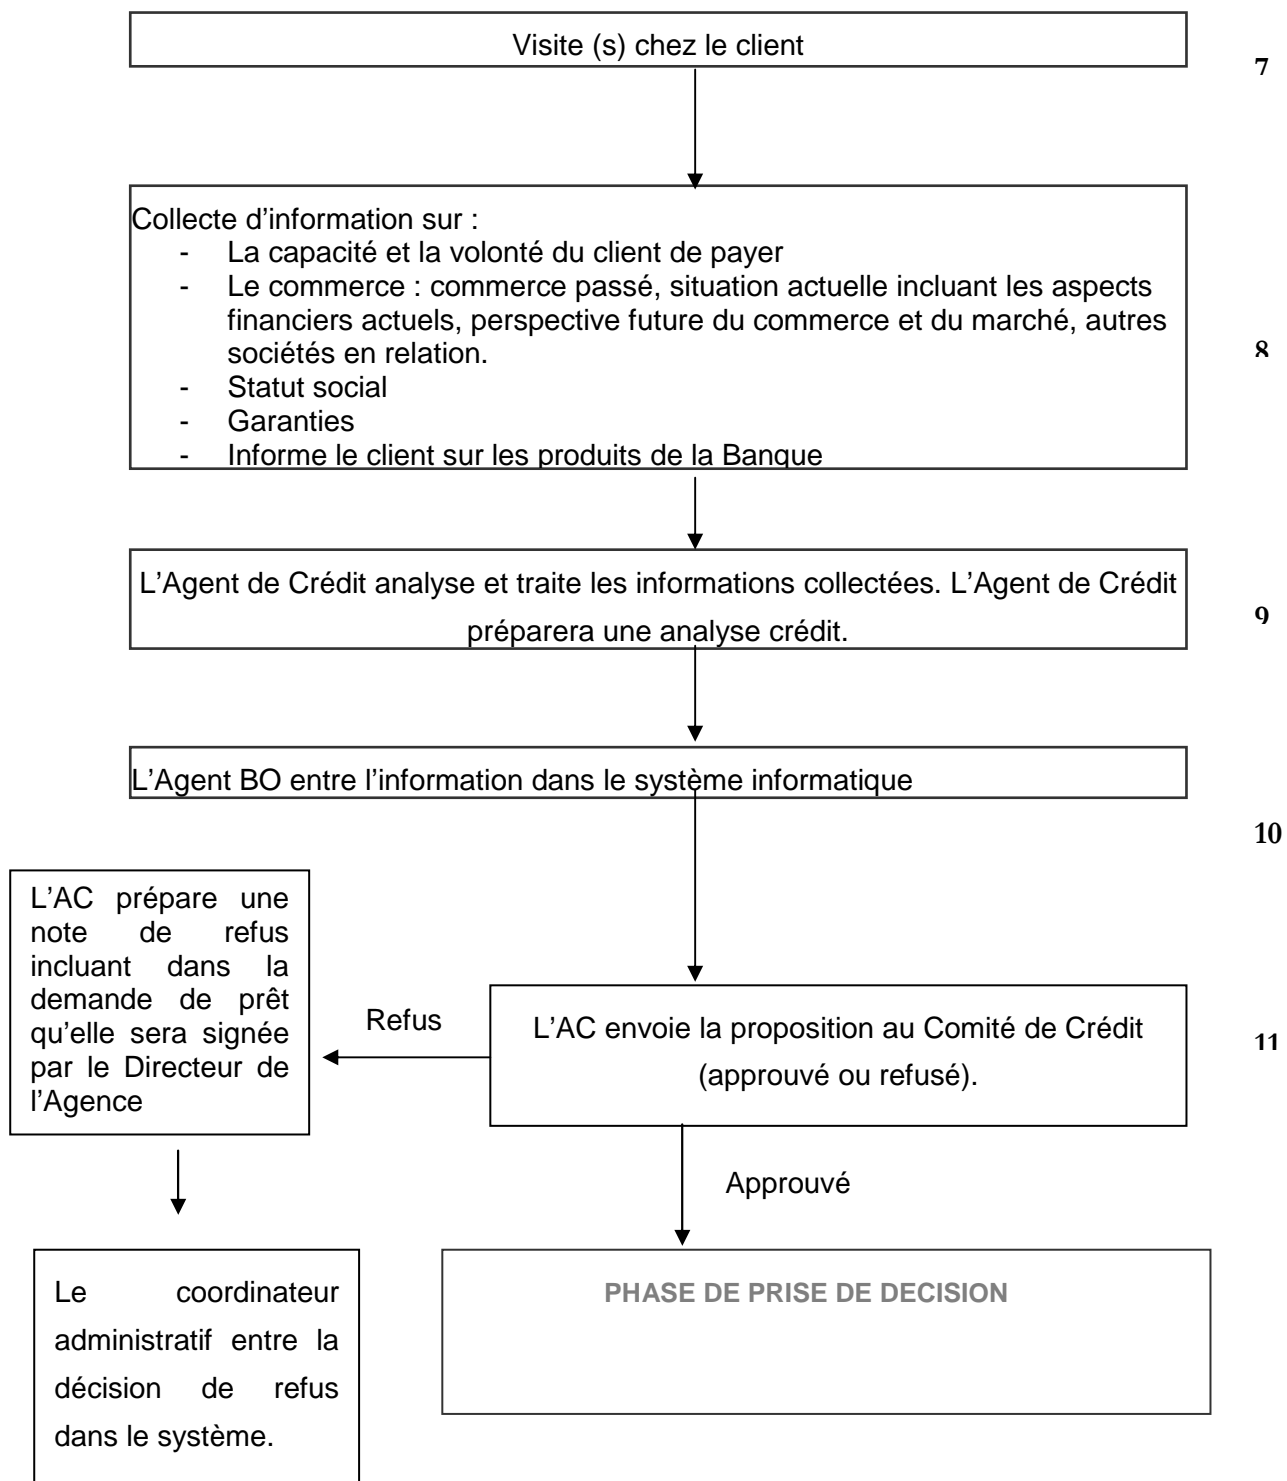 Visite (s) chez le client
7
Collecte d’information sur :
- La capacité et la volonté du client de payer
- Le commerce : commerce passé, situation actuelle incluant les aspects
financiers actuels, perspective future du commerce et du marché, autres
sociétés en relation.
- Statut social
- Garanties
- Informe le client sur les produits de la Banque
8
L’Agent de Crédit analyse et traite les informations collectées. L’Agent de Crédit
préparera une analyse crédit.
9
L’Agent BO entre l’information dans le système informatique
10
L’AC prépare une
note de refus
incluant dans la
demande de prêt
qu’elle sera signée
par le Directeur de
l’Agence
Refus
L’AC envoie la proposition au Comité de Crédit
(approuvé ou refusé).
11
Approuvé
Le coordinateur
administratif entre la
décision de refus
dans le système.
PHASE DE PRISE DE DECISION